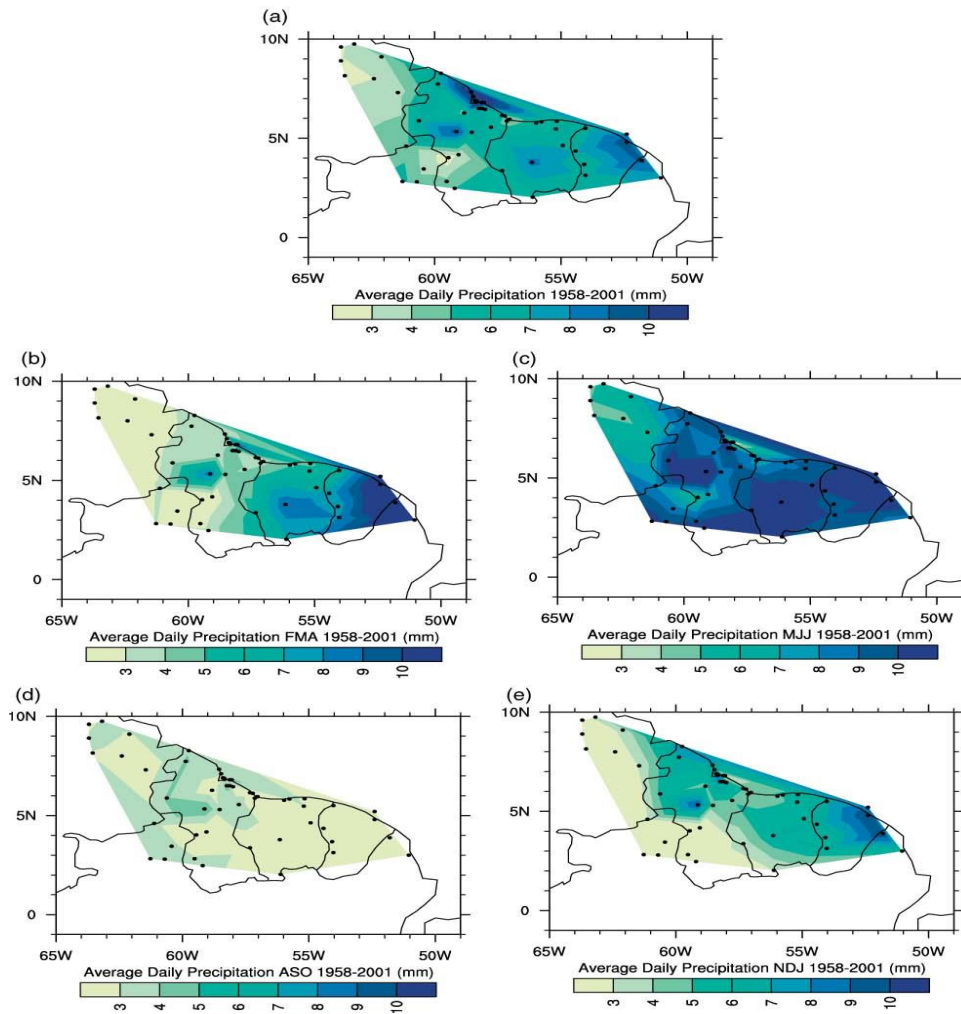 (a)
10N
5N
0
65W 60W 55W 50W
Average Daily Precipitation 1958-2001 (mm)
3 4 5 6 7 8 9 10
(b)
10N
5N
0
65W 60W 55W 50W
Average Daily Precipitation FMA 1958-2001 (mm)
3 4 5 6 7 8 9 10
(c)
10N
5N
0
65W 60W 55W 50W
Average Daily Precipitation MJJ 1958-2001 (mm)
3 4 5 6 7 8 9 10
(d)
10N
5N
0
65W 60W 55W 50W
Average Daily Precipitation ASO 1958-2001 (mm)
3 4 5 6 7 8 9 10
(e)
10N
5N
0
65W 60W 55W 50W
Average Daily Precipitation NDJ 1958-2001 (mm)
3 4 5 6 7 8 9 10